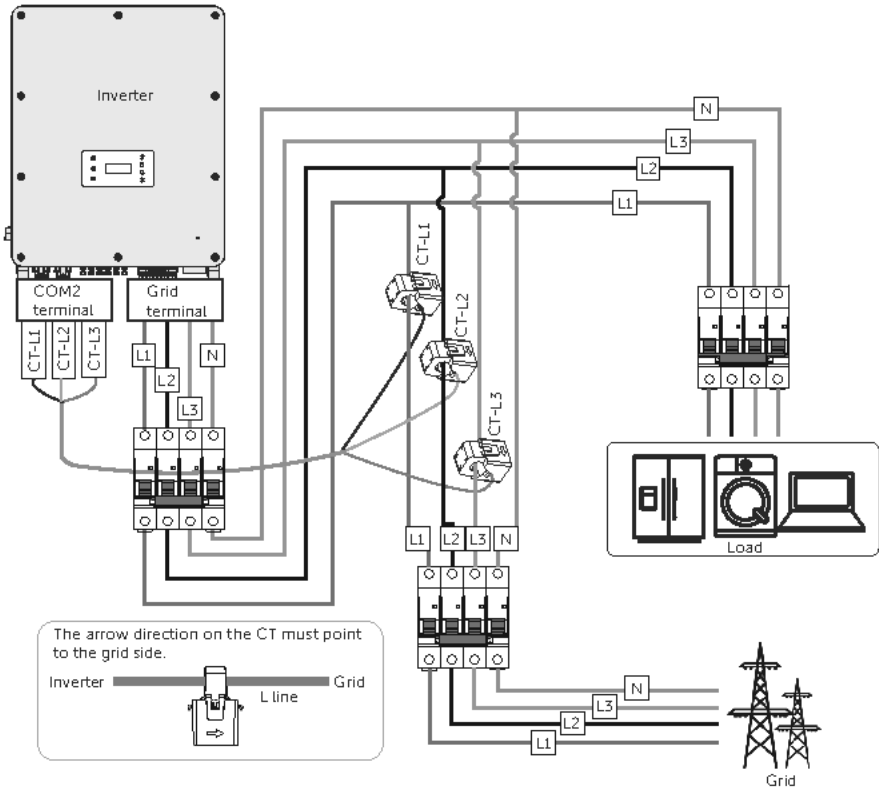 Inverter
N
L3
L2
L1
CT-L1
CT-L2
CT-L3
COM2
terminal
Grid
terminal
CT-L1
CT-L2
CT-L3
L1
L2
L3
N
L1
L2
L3
N
Load
The arrow direction on the CT must point
to the grid side.
Inverter
Grid
L line
N
L3
L2
L1
Grid